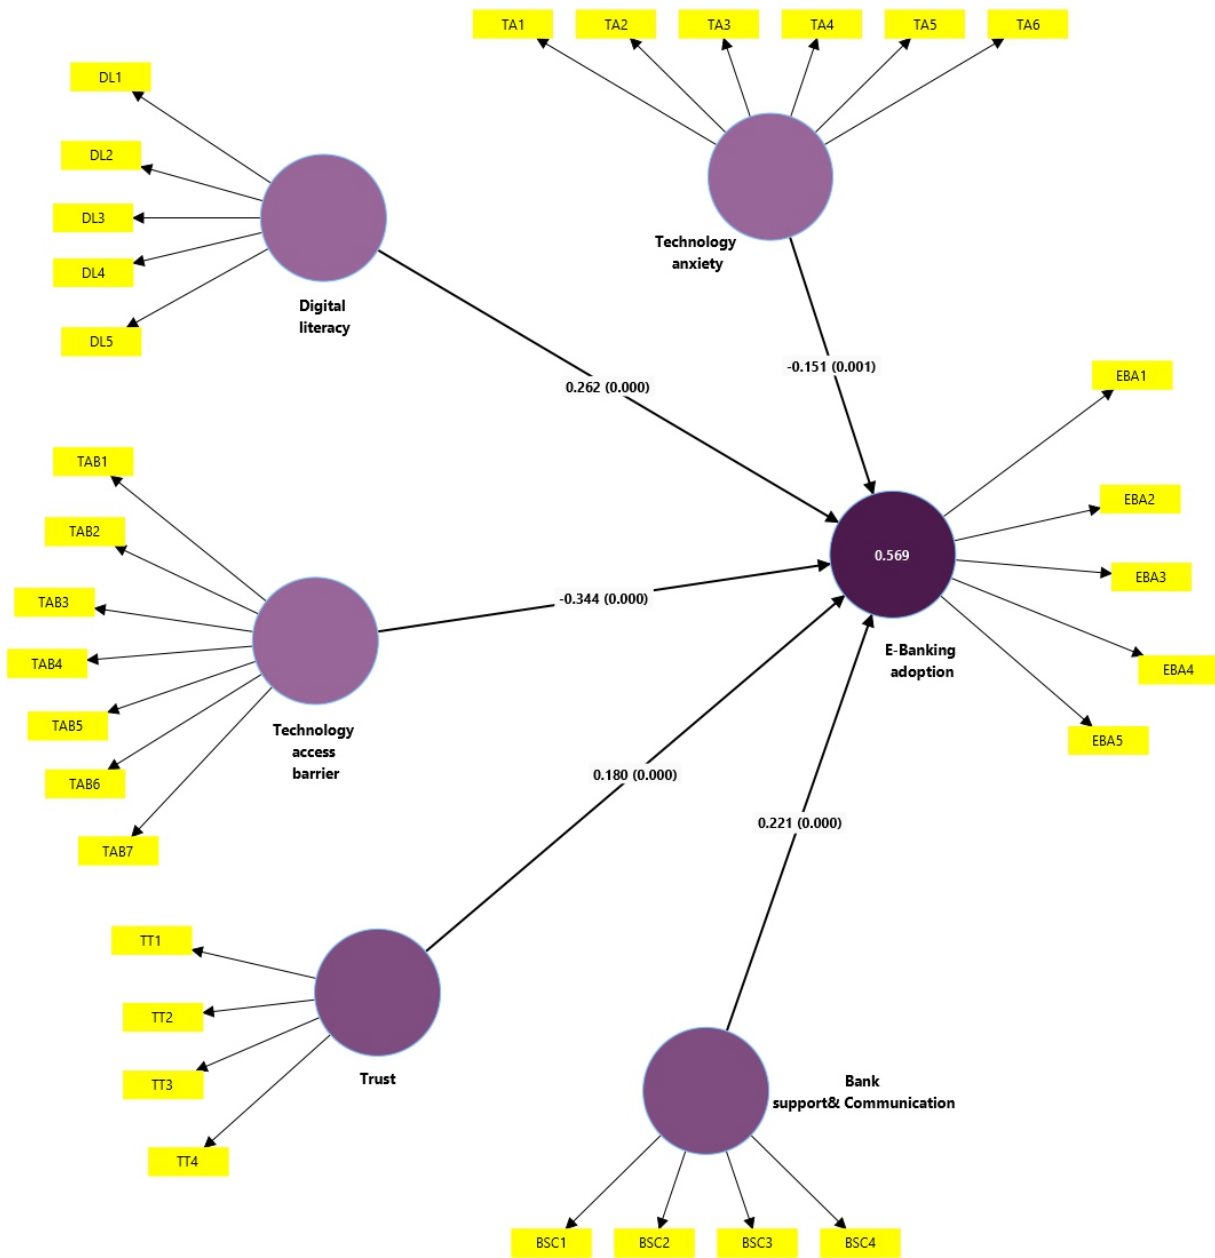 TA1
TA2
TA3
TA4
TA5
TA6
DL1
DL2
DL3
DL4
DL5
Digital
literacy
Technology
anxiety
0.262 (0.000)
-0.151 (0.001)
EBA1
EBA2
EBA3
EBA4
EBA5
0.569
E-Banking
adoption
TAB1
TAB2
TAB3
TAB4
TAB5
TAB6
TAB7
Technology
access
barrier
-0.344 (0.000)
0.180 (0.000)
0.221 (0.000)
TT1
TT2
TT3
TT4
Trust
Bank
support& Communication
BSC1
BSC2
BSC3
BSC4